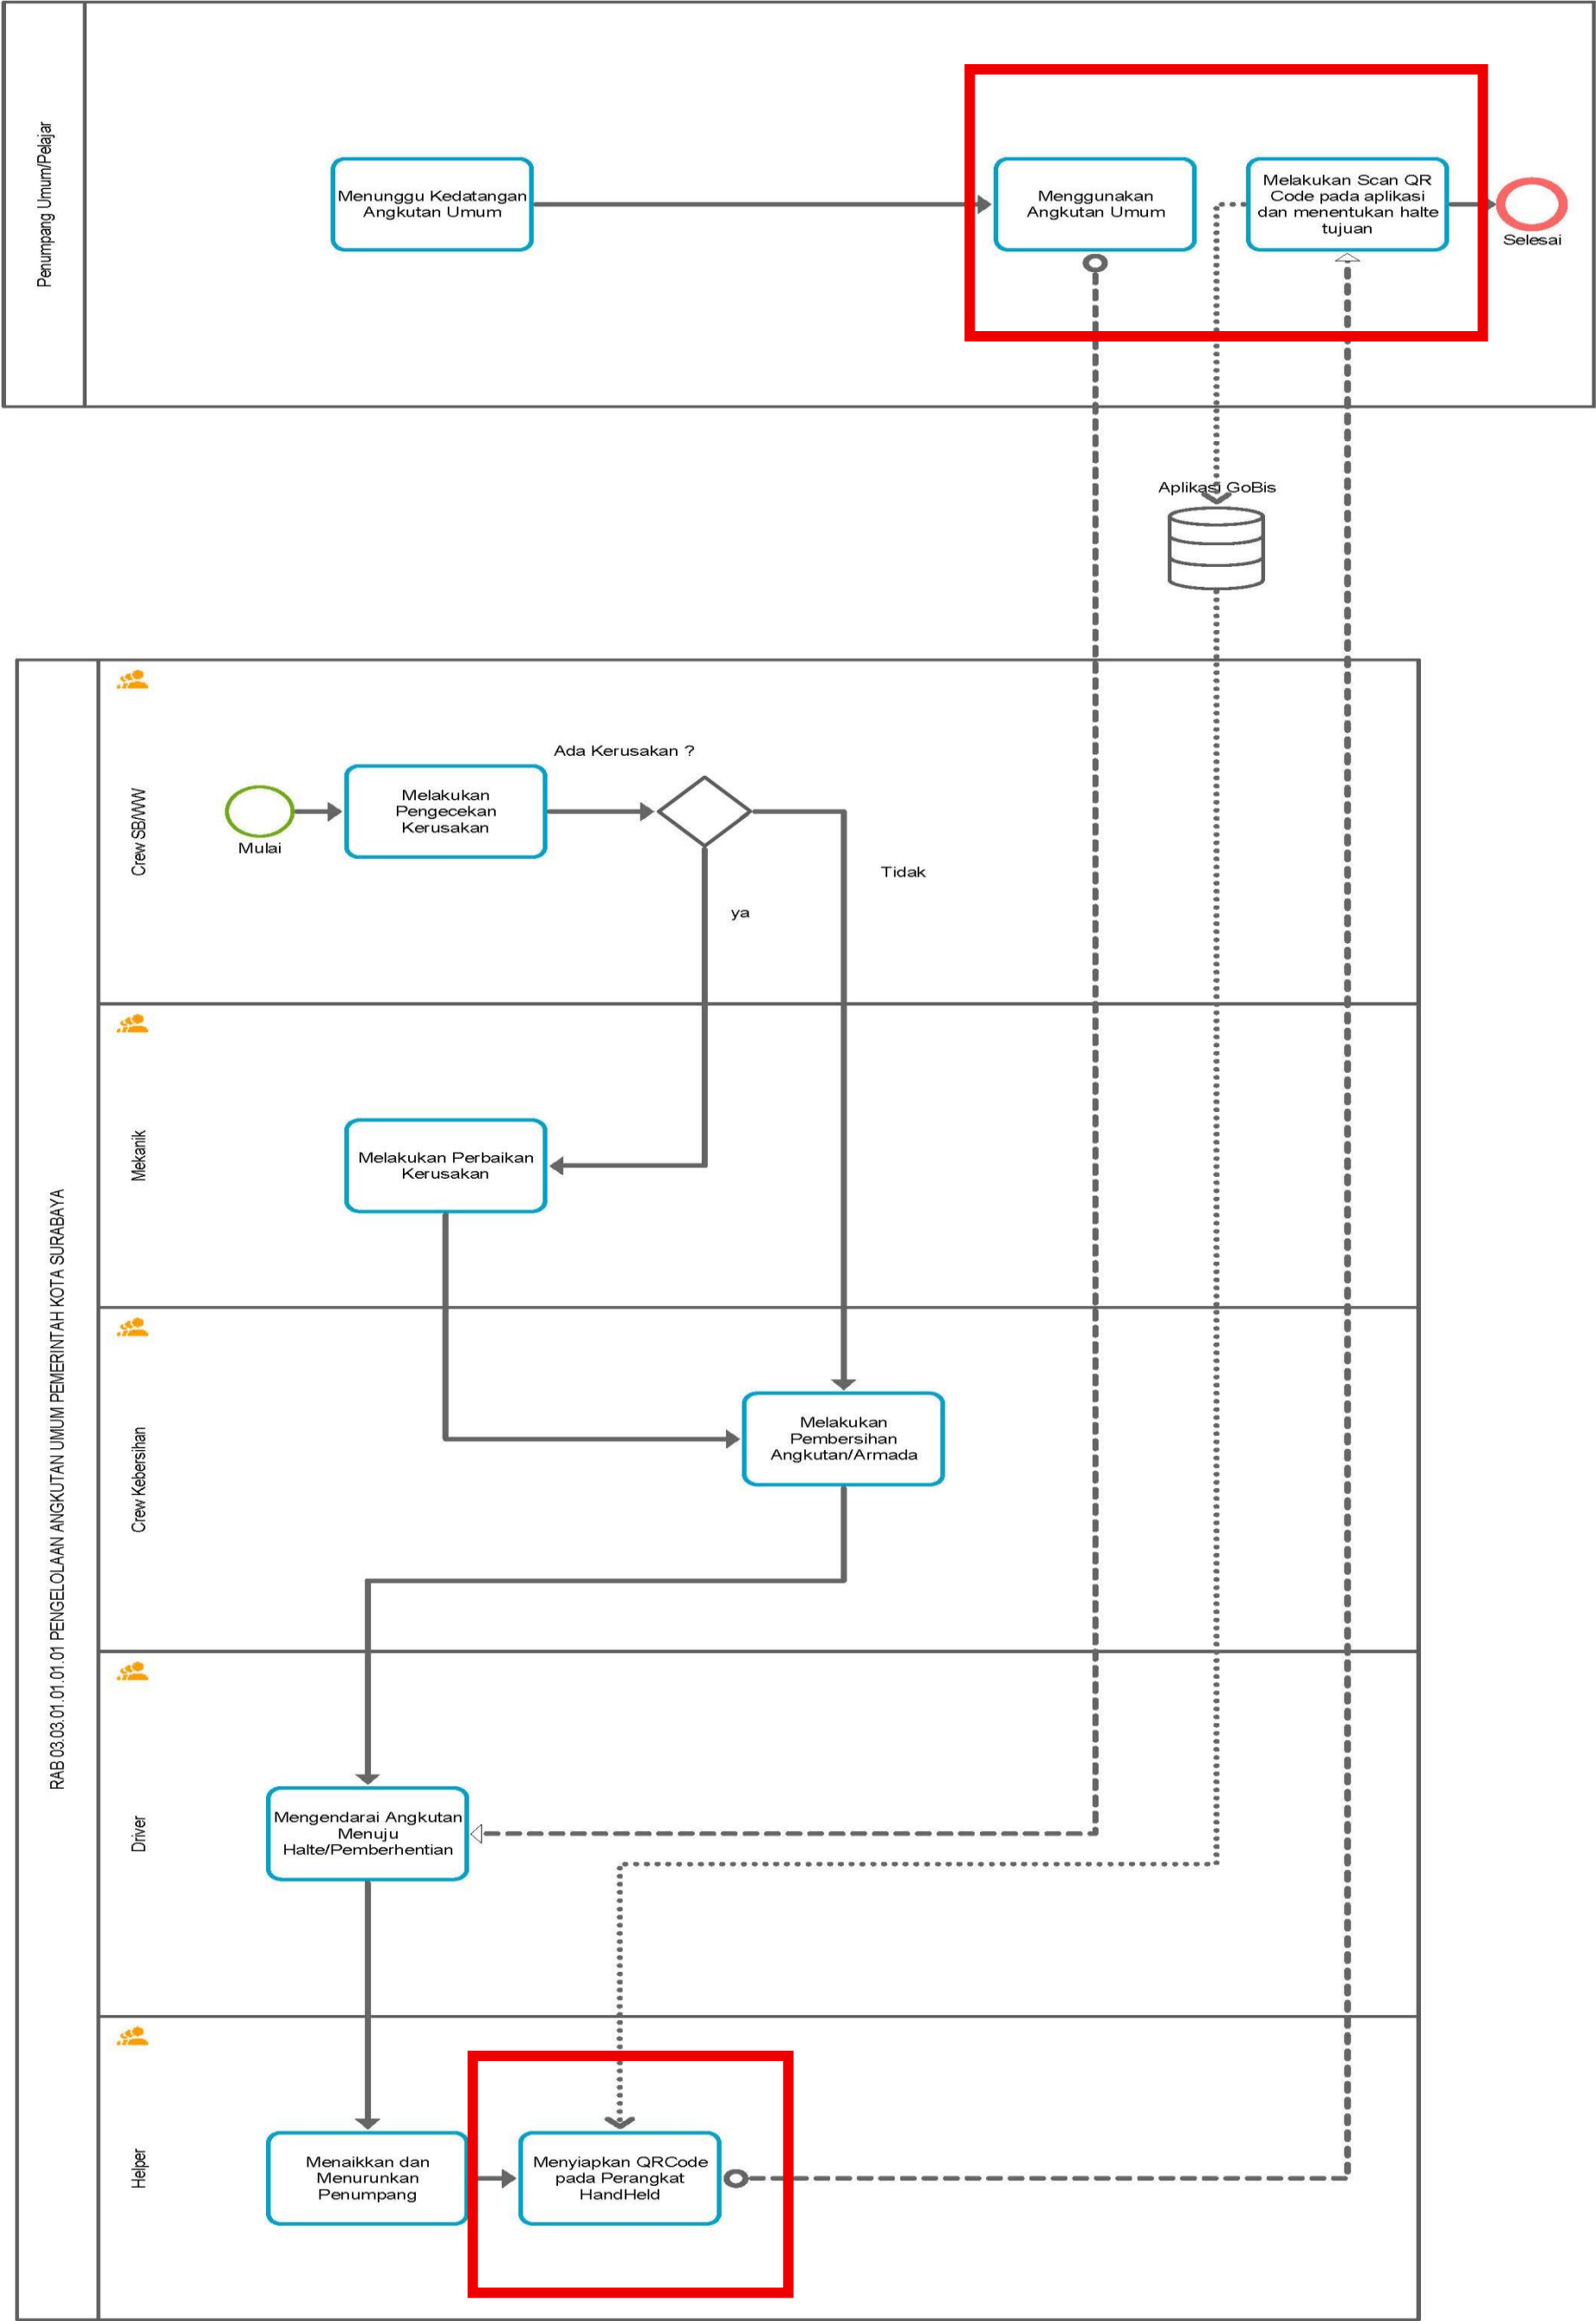 Penumpang Umum/Pelajar
Menunggu Kedatangan
Angkutan Umum
Menggunakan
Angkutan Umum
Melakukan Scan QR
Code pada aplikasi
dan menentukan halte
tujuan
Selesai
Aplikasi GoBis
RAB 03.03.01.01.01.01 PENGELOLAAN ANGKUTAN UMUM PEMERINTAH KOTA SURABAYA
Crew SB/WW
Mulai
Melakukan
Pengecekan
Kerusakan
Ada Kerusakan ?
Tidak
ya
Mekanik
Melakukan Perbaikan
Kerusakan
Crew Kebersihan
Melakukan
Pembersihan
Angkutan/Armada
Driver
Mengendarai Angkutan
Menuju
Halte/Pemberhentian
Helper
Menaikkan dan
Menurunkan
Penumpang
Menyiapkan QRCode
pada Perangkat
HandHeld